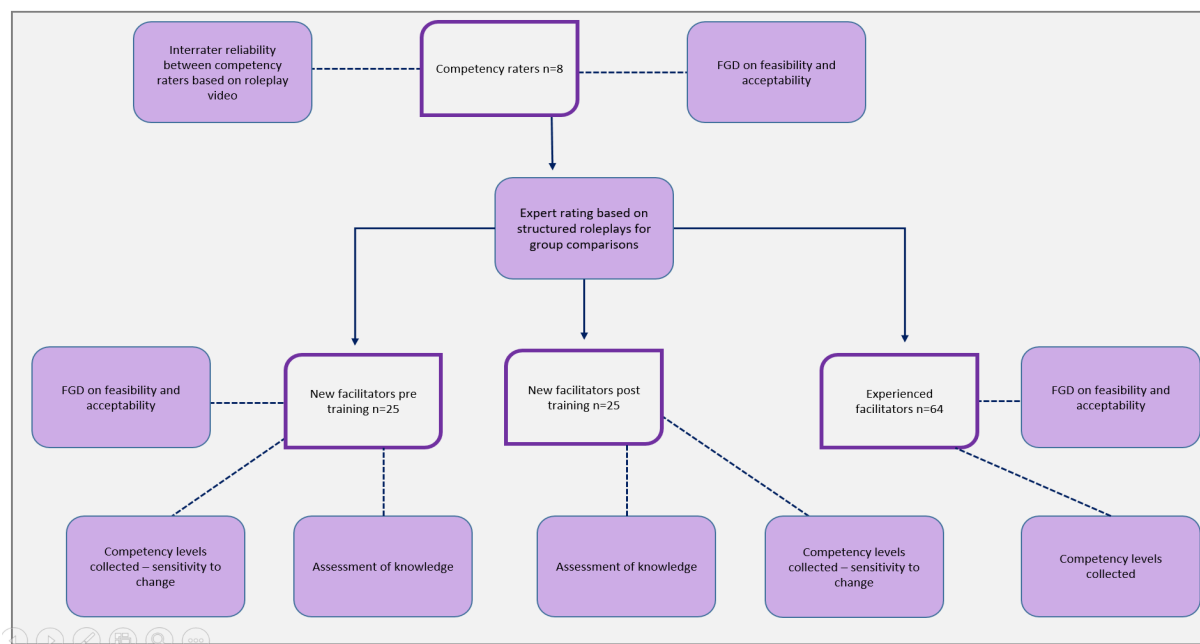 Interrater reliability
between competency
raters based on roleplay
video
Competency raters n=8
FGD on feasibility and
acceptability
Expert rating based on
structured roleplays for
group comparisons
FGD on feasibility and
acceptability
New facilitators pre
training n=25
New facilitators post
training n=25
Experienced
facilitators n=64
FGD on feasibility and
acceptability
Competency levels
collected – sensitivity to
change
Assessment of knowledge
Assessment of knowledge
Competency levels
collected – sensitivity to
change
Competency levels
collected